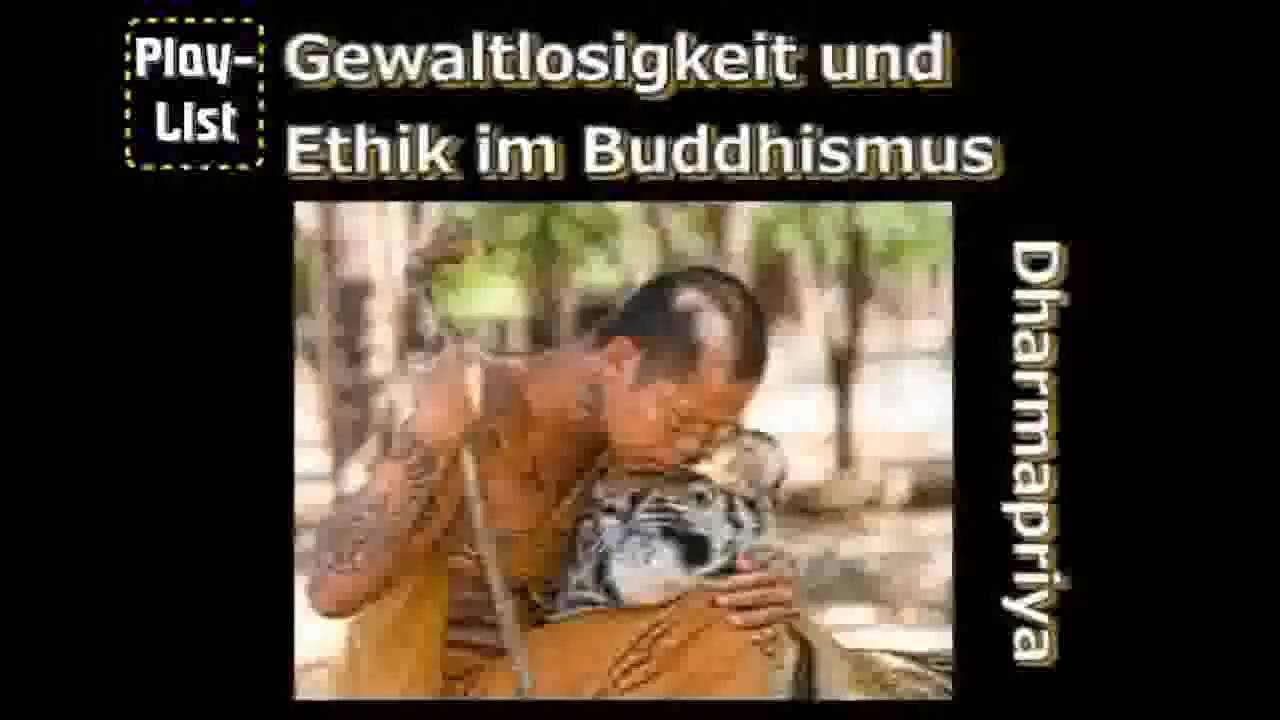 Play-
List
Gewaltlosigkeit und
Ethik im Buddhismus
Dharmapriya